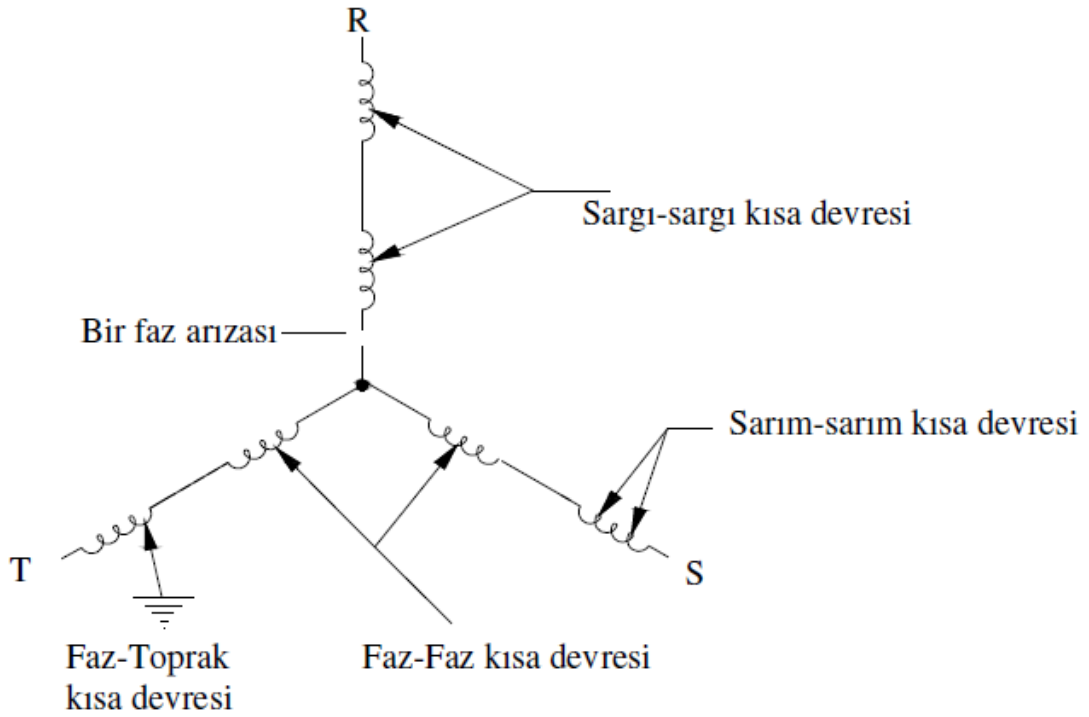 R
Sargı-sargı kısa devresi
Bir faz arızası
Sarım-sarım kısa devresi
T
S
Faz-Toprak
kısa devresi
Faz-Faz kısa devresi